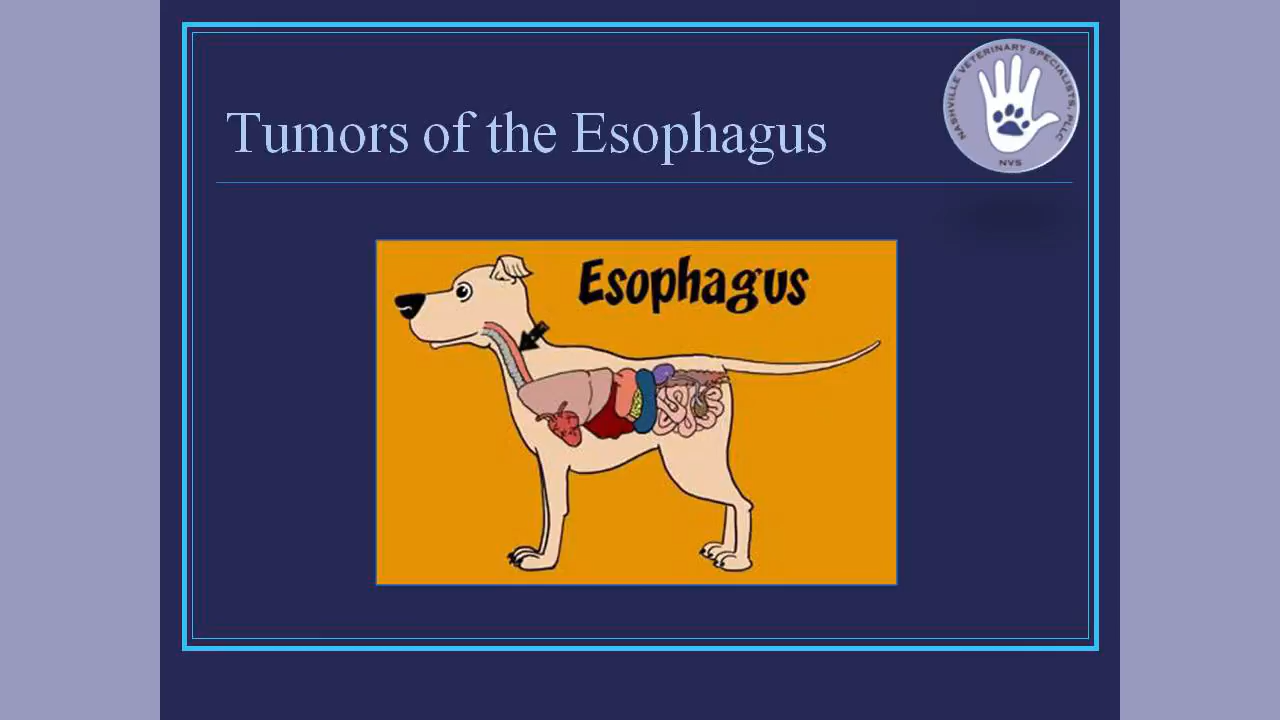 Tumors of the Esophagus
NASHVILLE VETERINARY SPECIALISTS, PLLC
NVS
Esophagus